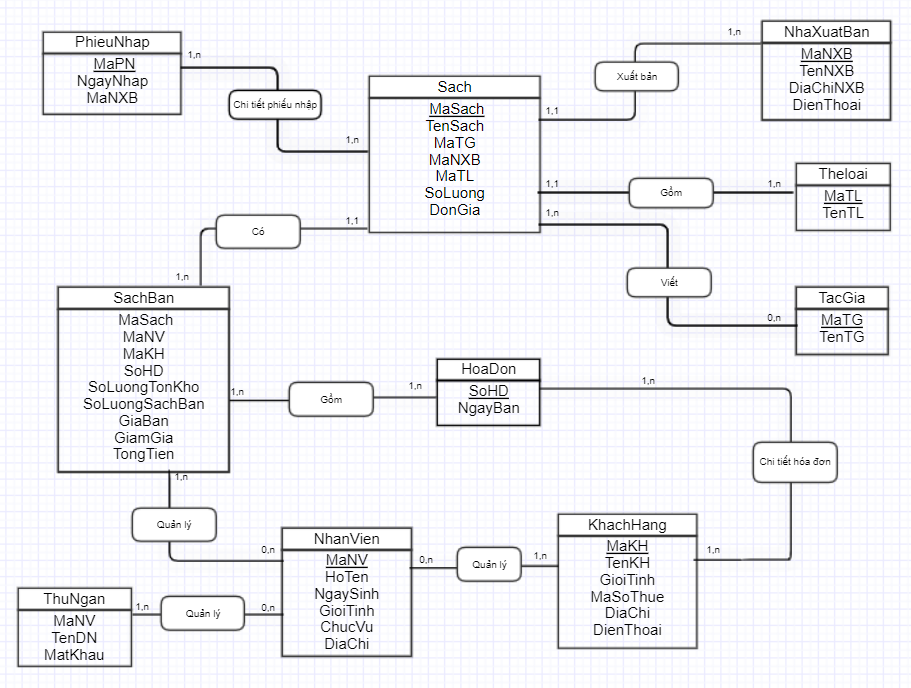 PhieuNhap
MaPN
NgayNhap
MaNXB
1,n
Chi tiết phiếu nhập
1,n
Sach
MaSach
TenSach
MaTG
MaNXB
MaTL
SoLuong
DonGia
1,n
Xuất bản
1,1
NhaXuatBan
MaNXB
TenNXB
DiaChiNXB
DienThoai
1,1
Gồm
1,n
Theloai
MaTL
TenTL
1,n
Viết
0,n
TacGia
MaTG
TenTG
1,1
Có
1,n
SachBan
MaSach
MaNV
MaKH
SoHD
SoLuongTonKho
SoLuongSachBan
GiaBan
GiamGia
TongTien
1,n
Gồm
1,n
HoaDon
SoHD
NgayBan
1,n
Chi tiết hóa đơn
1,n
1,n
Quản lý
0,n
NhanVien
MaNV
HoTen
NgaySinh
GioiTinh
ChucVu
DiaChi
0,n
Quản lý
1,n
KhachHang
MaKH
TenKH
GioiTinh
MaSoThue
DiaChi
DienThoai
ThuNgan
MaNV
TenDN
MatKhau
1,n
Quản lý
0,n